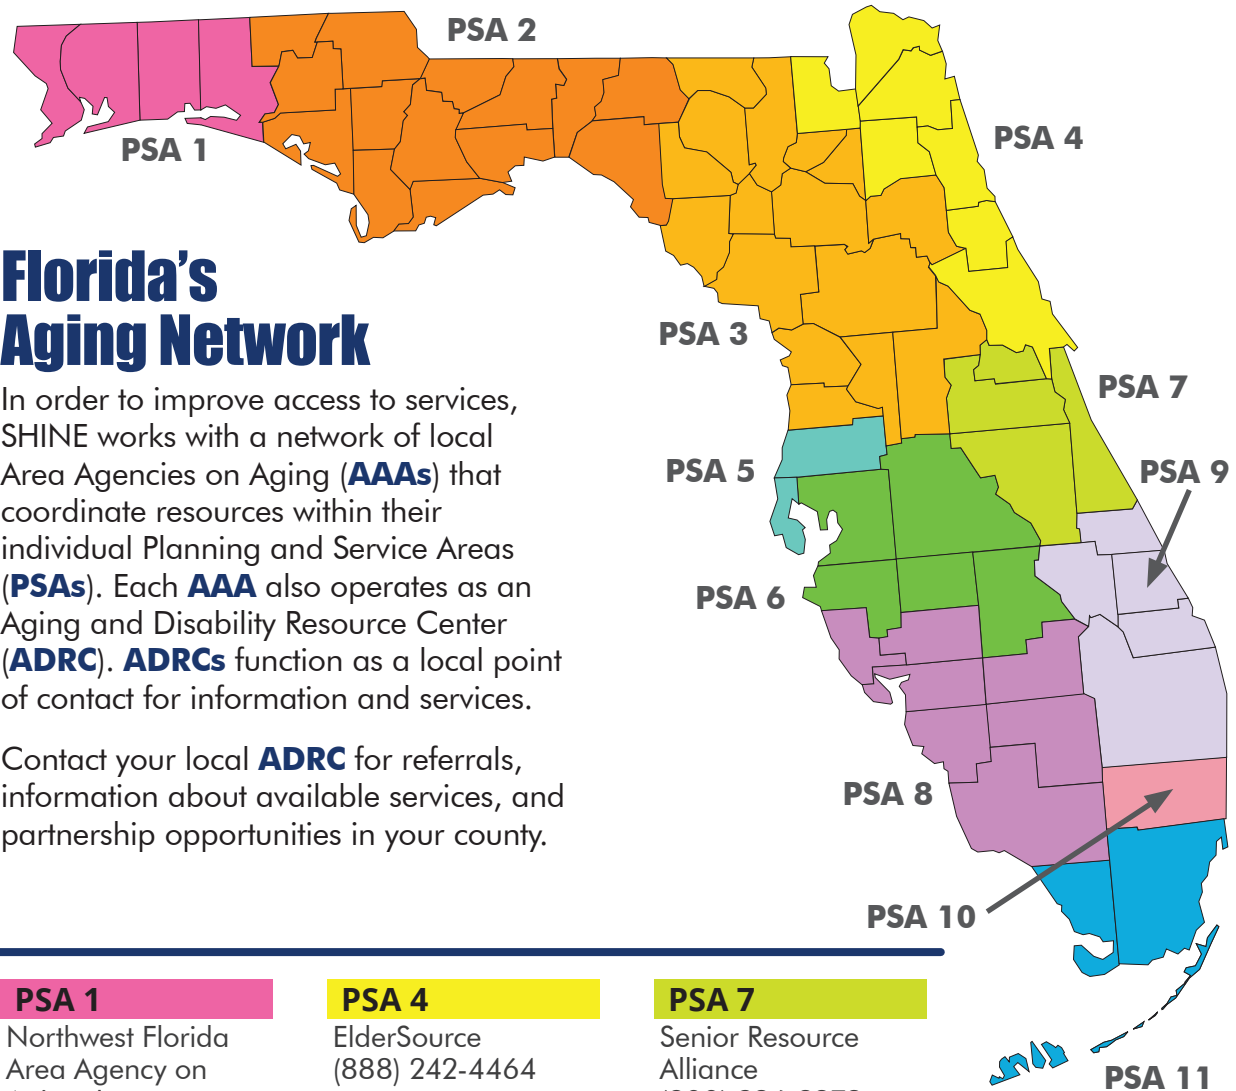 PSA 2
PSA 1
PSA 4
Florida's
Aging Network
PSA 3
PSA 7
PSA 5
PSA 9
PSA 6
PSA 8
PSA 10
PSA 11
In order to improve access to services,
SHINE works with a network of local
Area Agencies on Aging (AAAs) that
coordinate resources within their
individual Planning and Service Areas
(PSAs). Each AAA also operates as an
Aging and Disability Resource Center
(ADRC). ADRCs function as a local point
of contact for information and services.
Contact your local ADRC for referrals,
information about available services, and
partnership opportunities in your county.
PSA 1
Northwest Florida
Area Agency on
PSA 4
ElderSource
(888) 242-4464
PSA 7
Senior Resource
Alliance